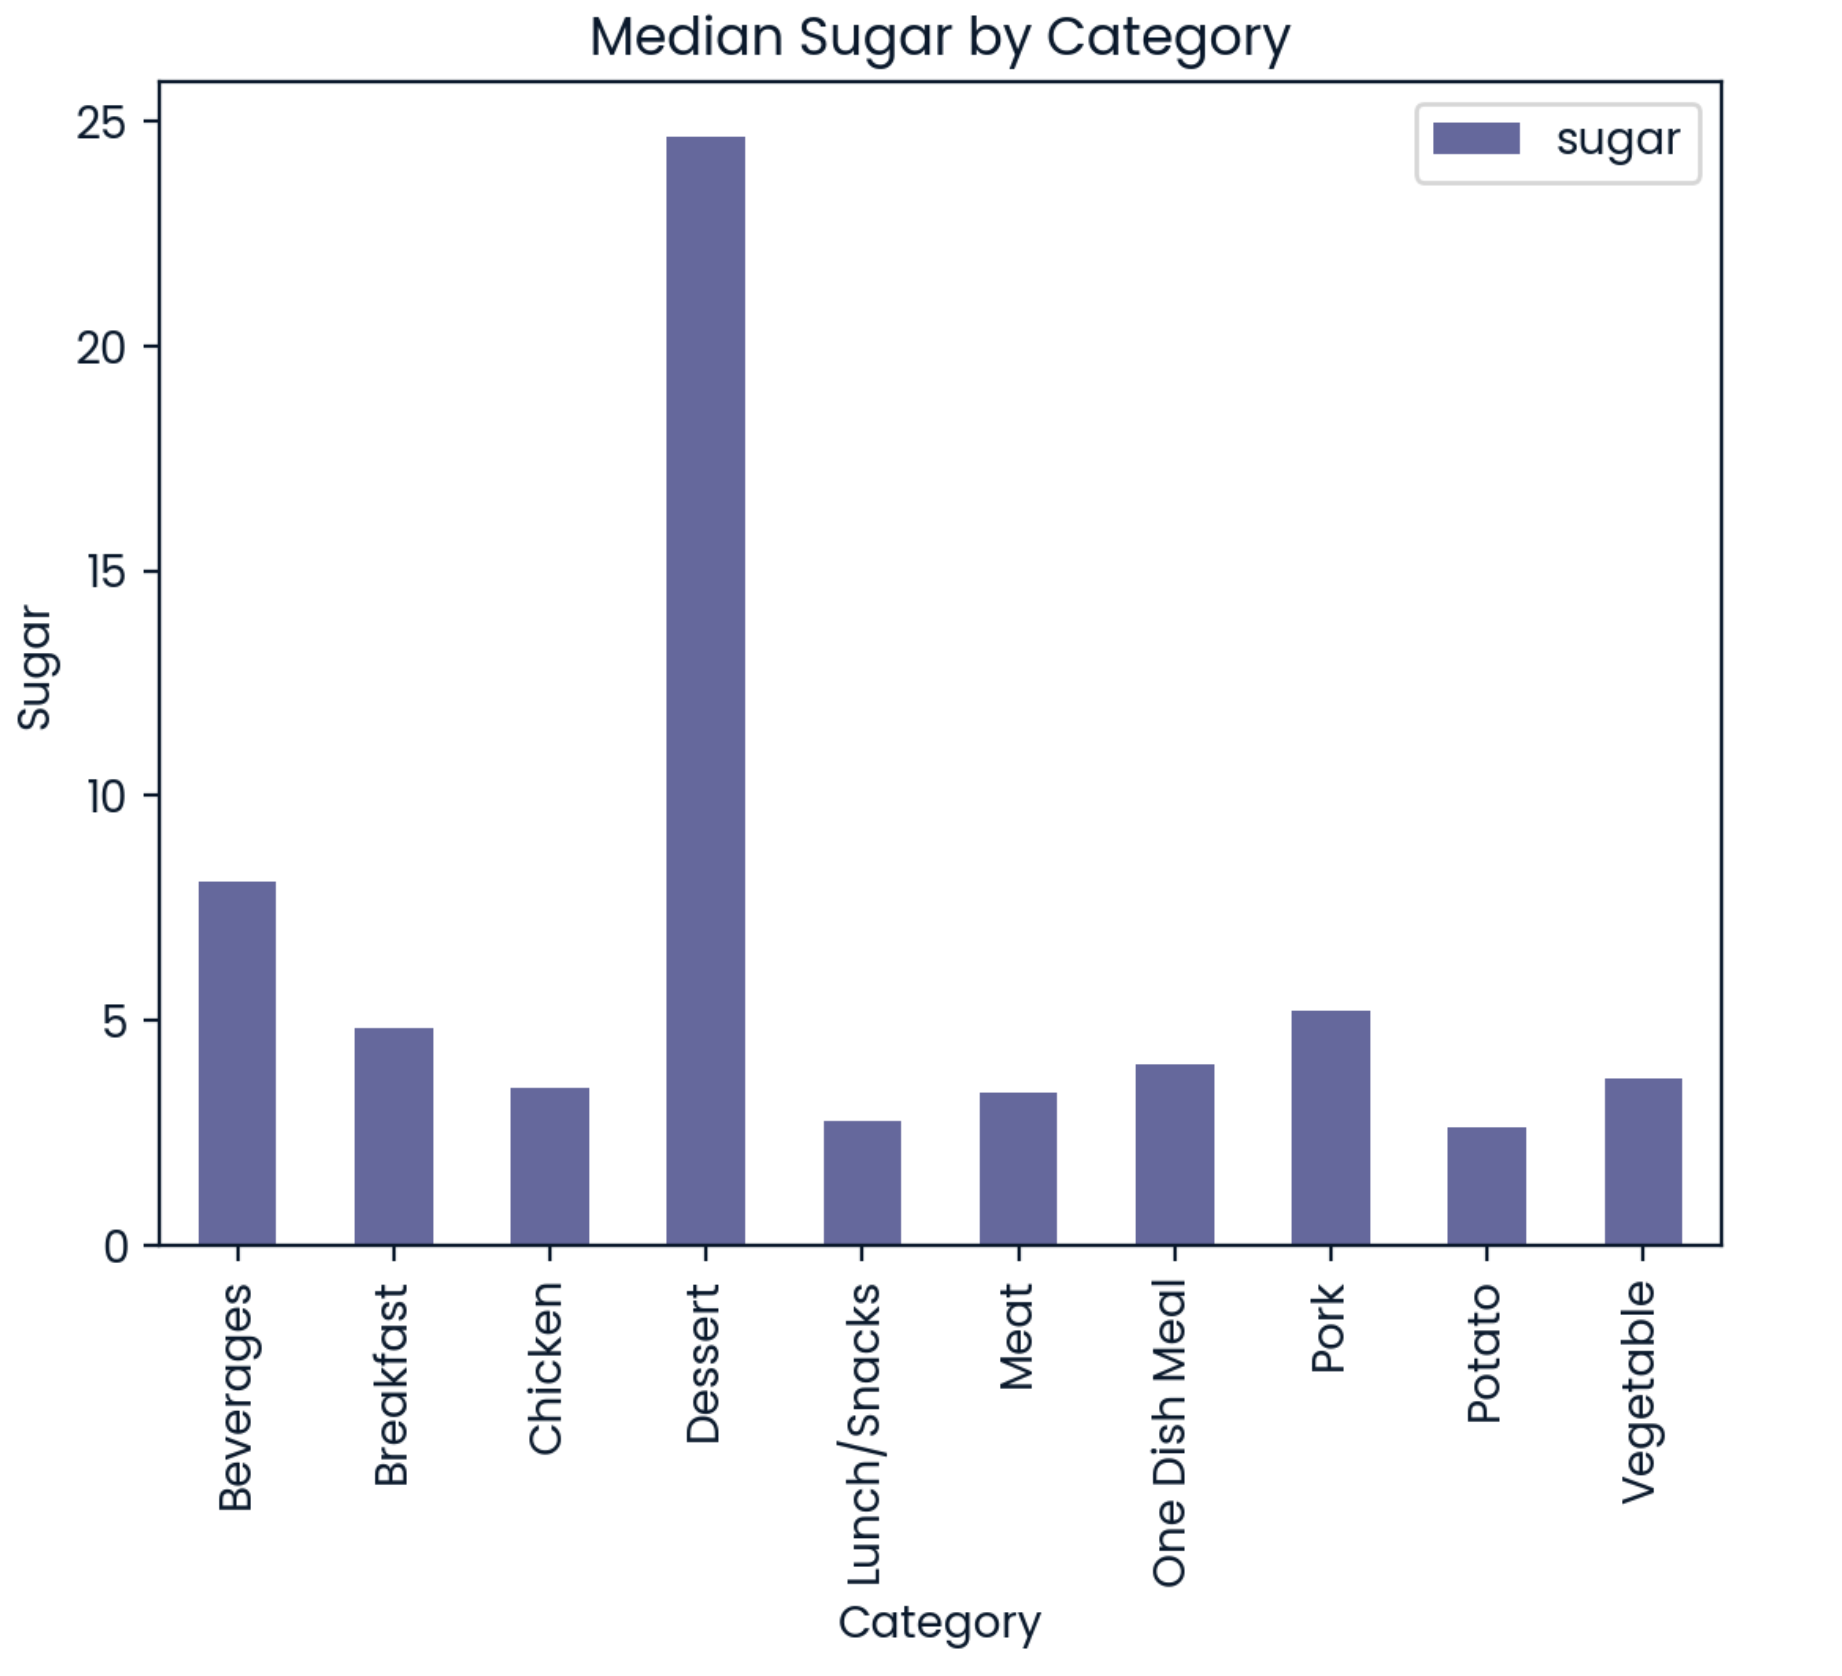 Median Sugar by Category
sugar
25
20
15
10
5
0
Sugar
Beverages
Breakfast
Chicken
Dessert
Lunch/Snacks
Meat
One Dish Meal
Pork
Potato
Vegetable
Category